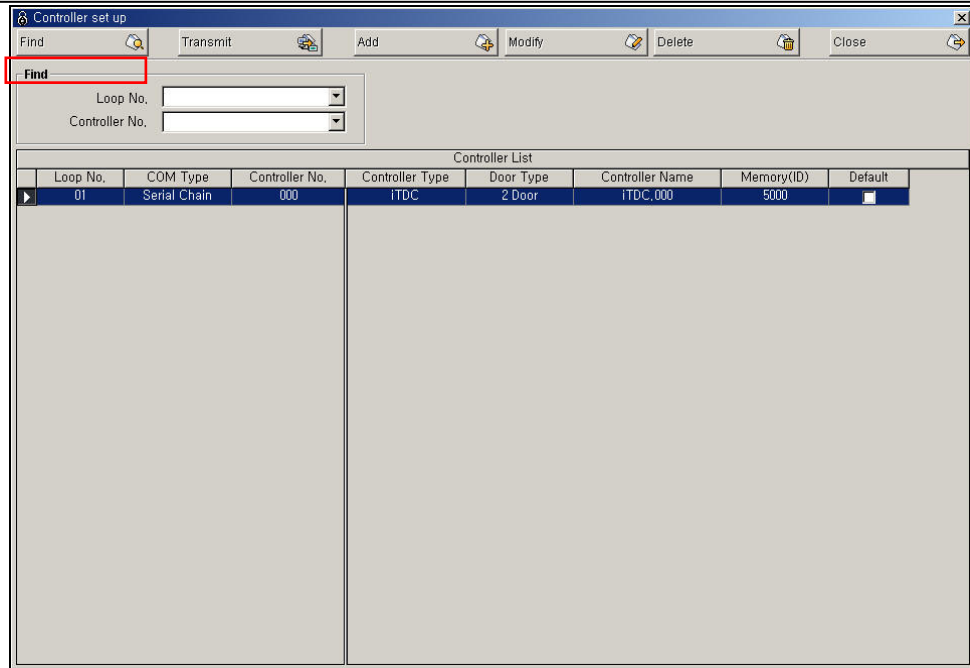 Controller set up
Find Transmit Add Modify Delete Close
Find
Loop No.
Controller No.
Controller List
Loop No. COM Type Controller No. Controller Type Door Type Controller Name Memory(ID) Default
01 Serial Chain 000 iTDC 2 Door iTDC,000 5000